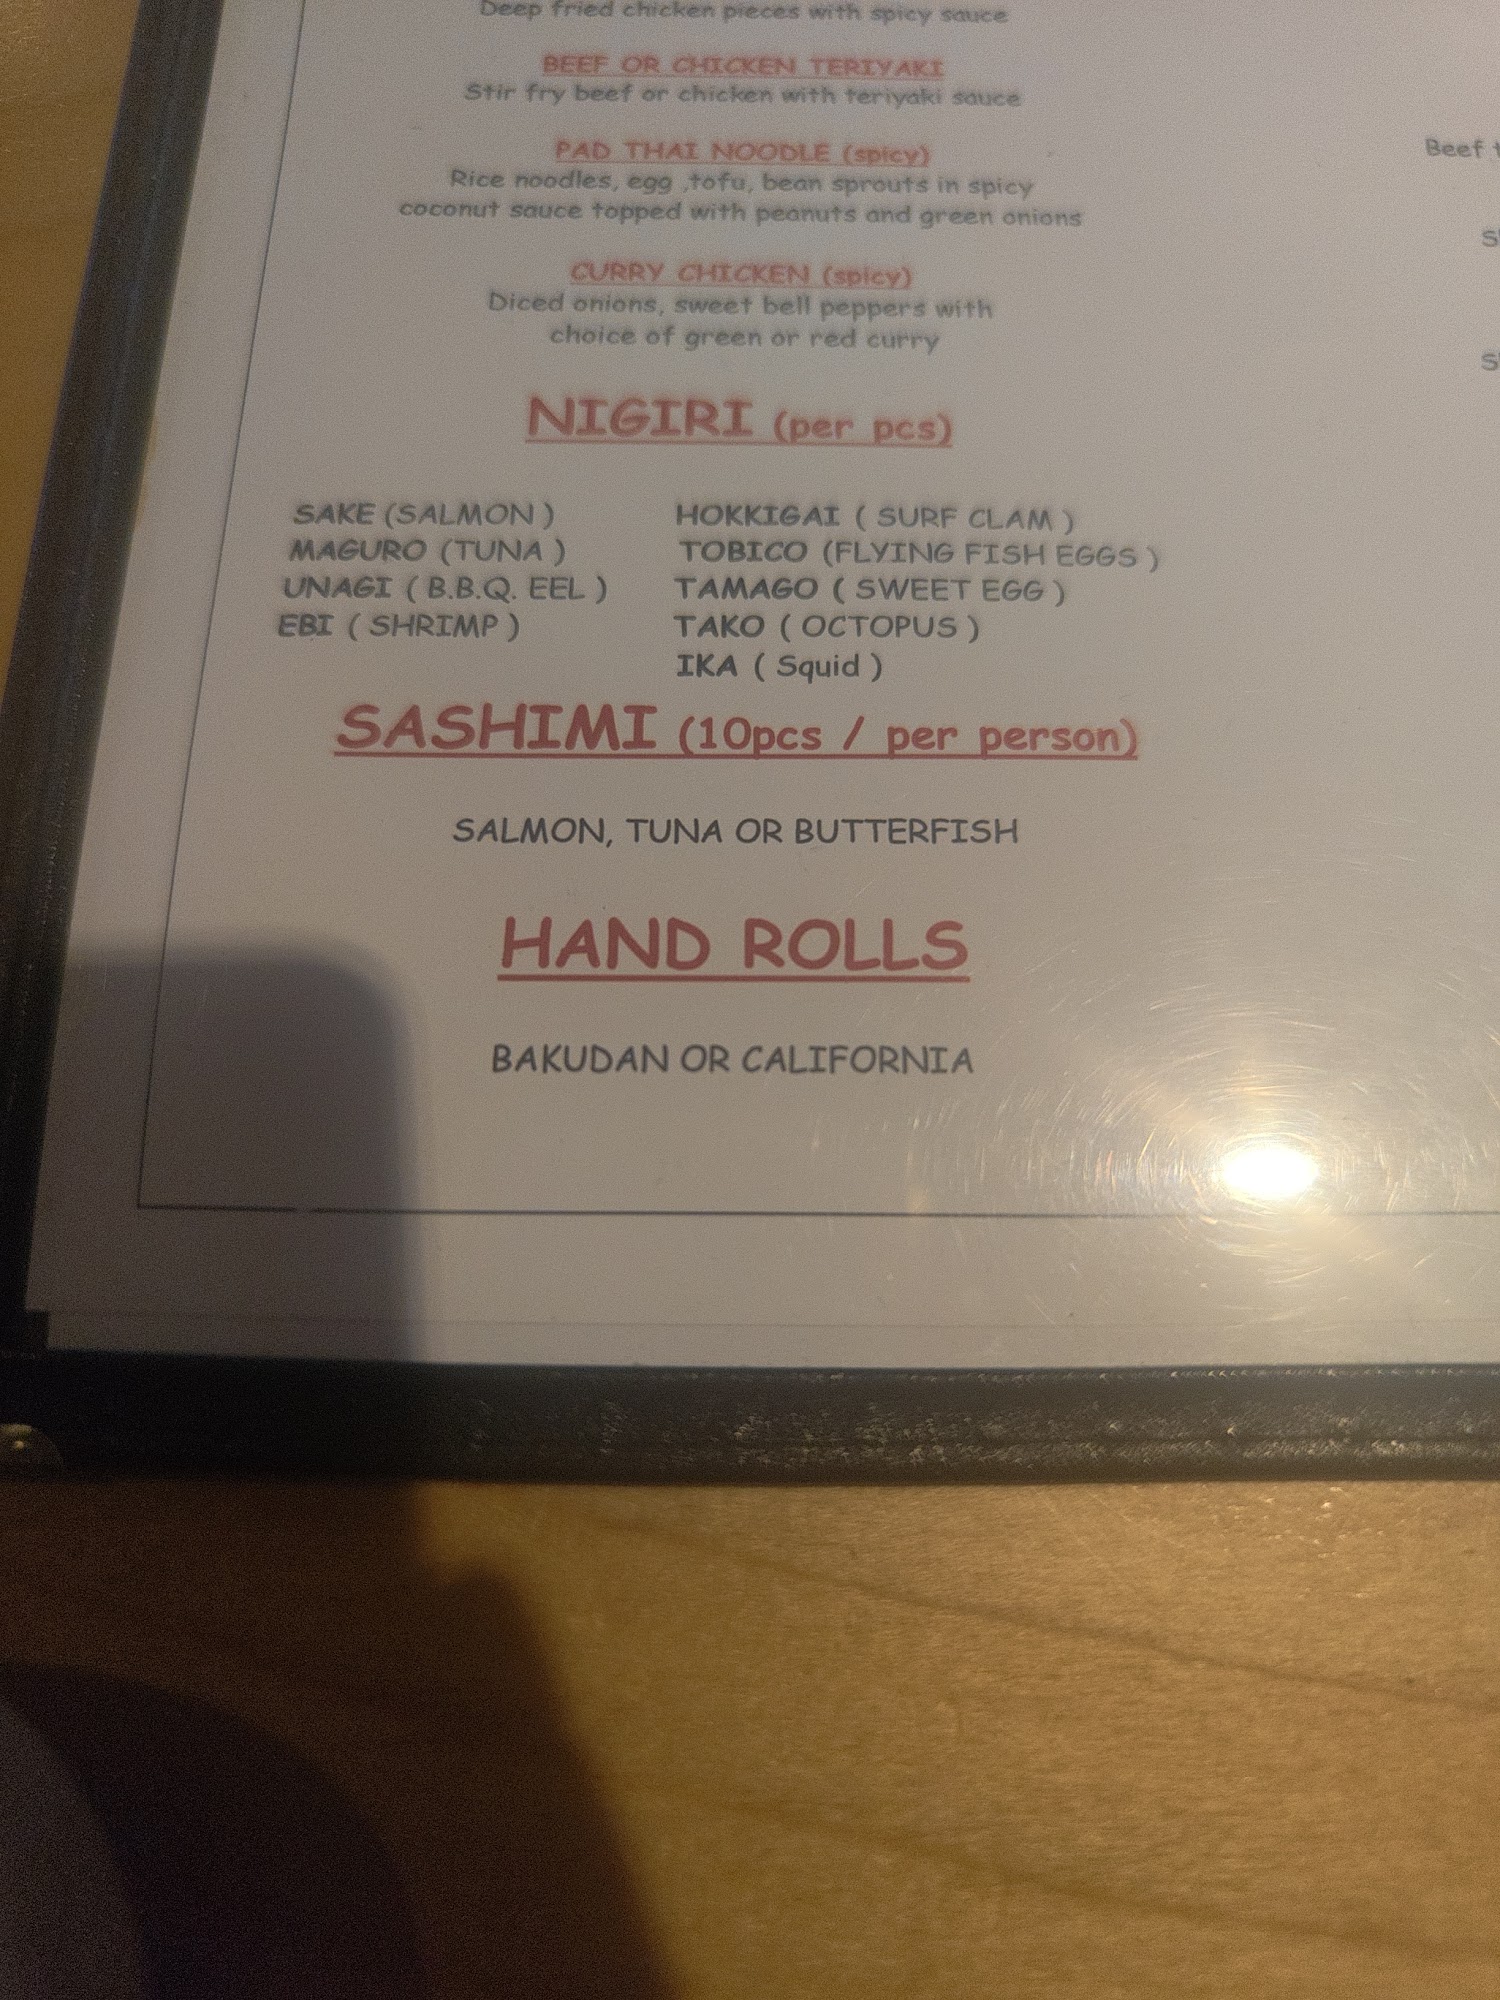 Deep fried chicken pieces with spicy sauce
BEEF OR CHICKEN TERIYAKI
Stir fry beef or chicken with teriyaki sauce
PAD THAI NOODLE (spicy)
Rice noodles, egg ,tofu, bean sprouts in spicy
coconut sauce topped with peanuts and green onions
CURRY CHICKEN (spicy)
Diced onions, sweet bell peppers with
choice of green or red curry
NIGIRI (per pcs)
SAKE (SALMON )
MAGURO (TUNA )
UNAGI ( B.B.Q. EEL )
EBI ( SHRIMP )
HOKKIGAI ( SURF CLAM )
TOBICO (FLYING FISH EGGS )
TAMAGO ( SWEET EGG )
TAKO ( OCTOPUS )
IKA ( Squid )
SASHIMI (10pcs / per person)
SALMON, TUNA OR BUTTERFISH
HAND ROLLS
BAKUDAN OR CALIFORNIA
Beef